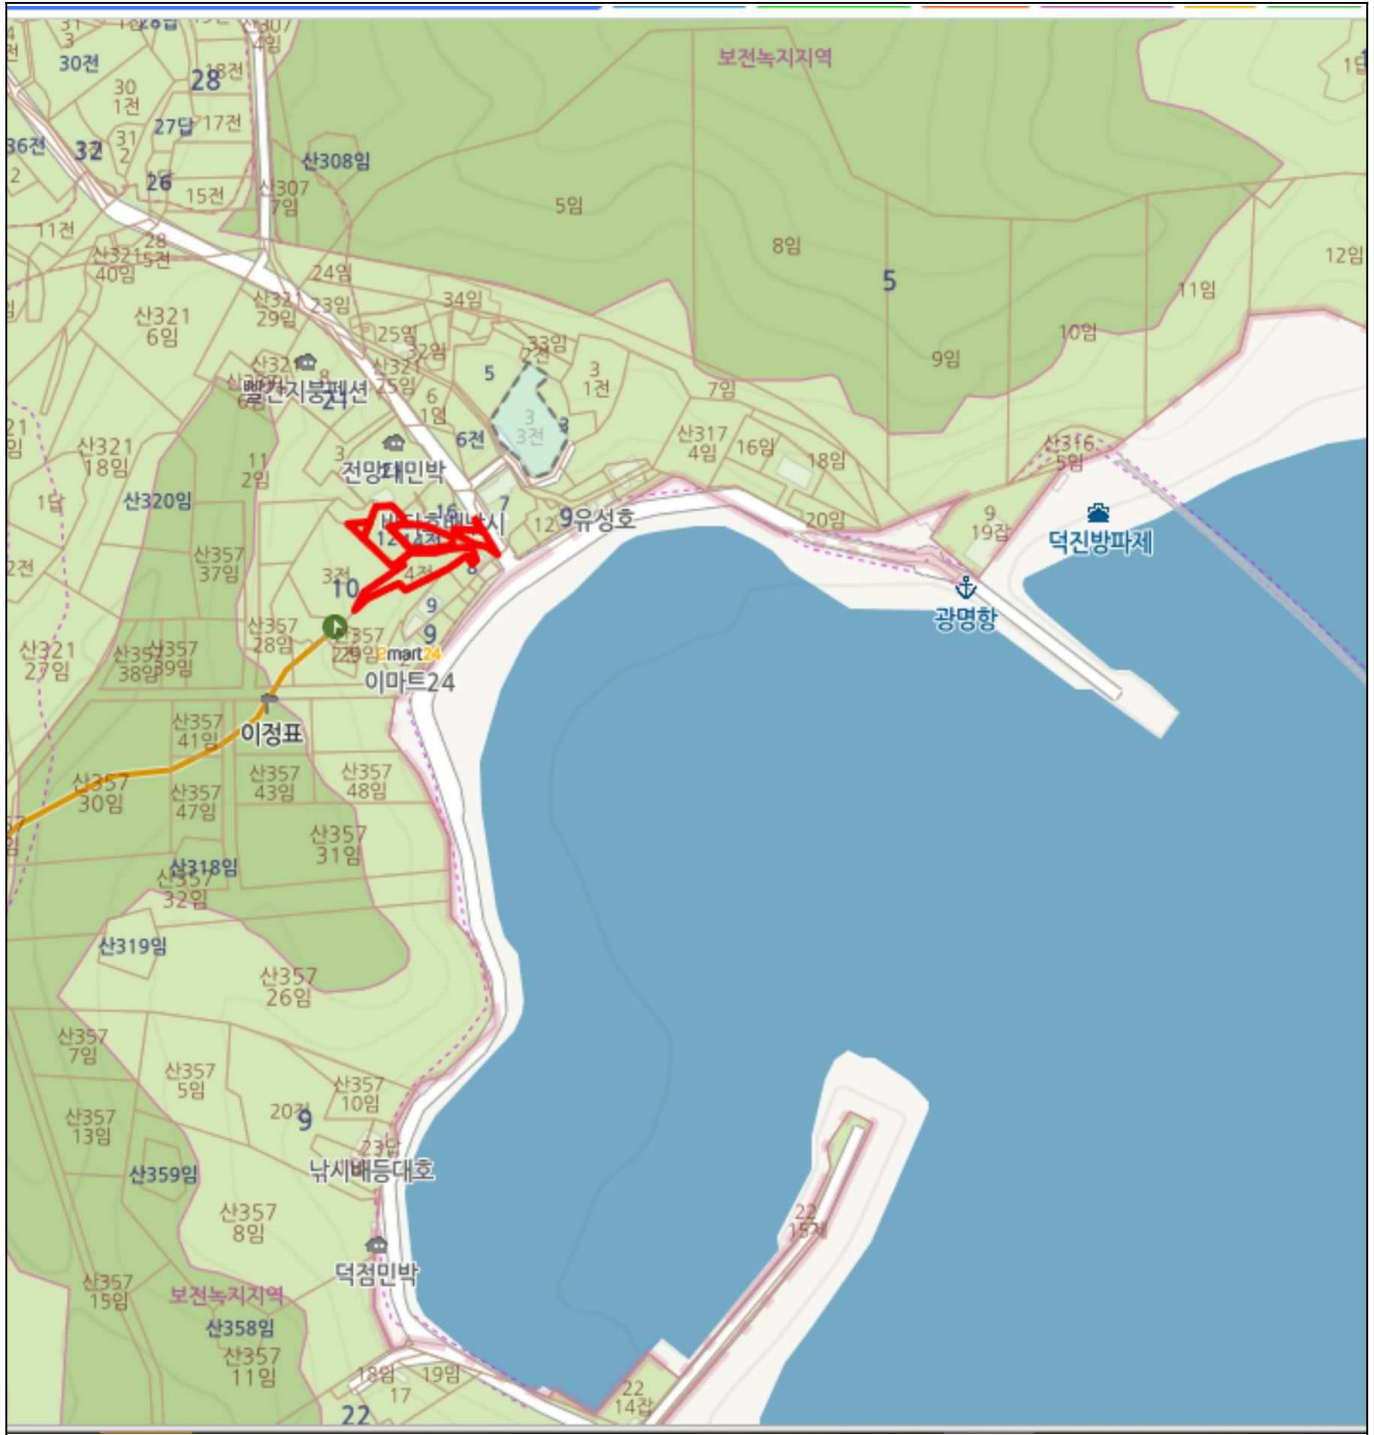 28답
30전
28
18전
30
1전
27답
17전
36전
32
31
2
26
15전
산308임
산307
7임
보전녹지지역
5임
8임
5
12임
11임
10임
9임
11전
40임
24임
산321
6임
29임
23임
34임
25임
33임
2전
5
3
1전
7임
빨간지붕펜션
21
6
1임
6전
3
3전
3
산317
4임
16임
18임
산316
5임
산321
18임
11
2임
전망대민박
산320임
7
12
9유성호
20임
9
19잡
덕진방파제
광명항
산357
37임
3전
10
4전
8
9
9
산357
28임
산357
29임
emart24
이마트24
산321
27임
38임
39임
이정표
산357
41임
산357
30임
산357
43임
산357
48임
산357
47임
산357
31임
산318임
산357
32임
산319임
산357
26임
산357
7임
산357
5임
산357
10임
9
산357
13임
23답
산359임
낚시배등대호
산357
8임
22
덕점민박
산357
15임
보전녹지지역
산358임
산357
11임
18임
19임
17
22
22
14잡